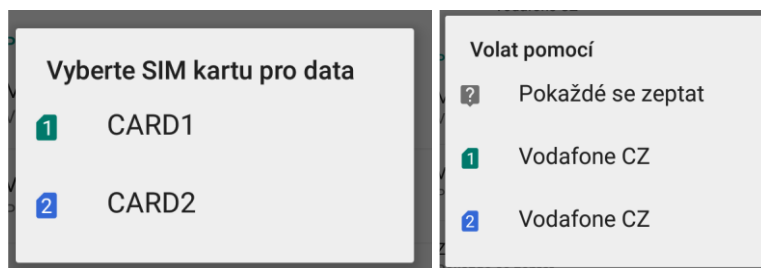 Vyberte SIM kartu pro data
1 CARD1
2 CARD2
Volat pomocí
? Pokaždé se zeptat
1 Vodafone CZ
2 Vodafone CZ